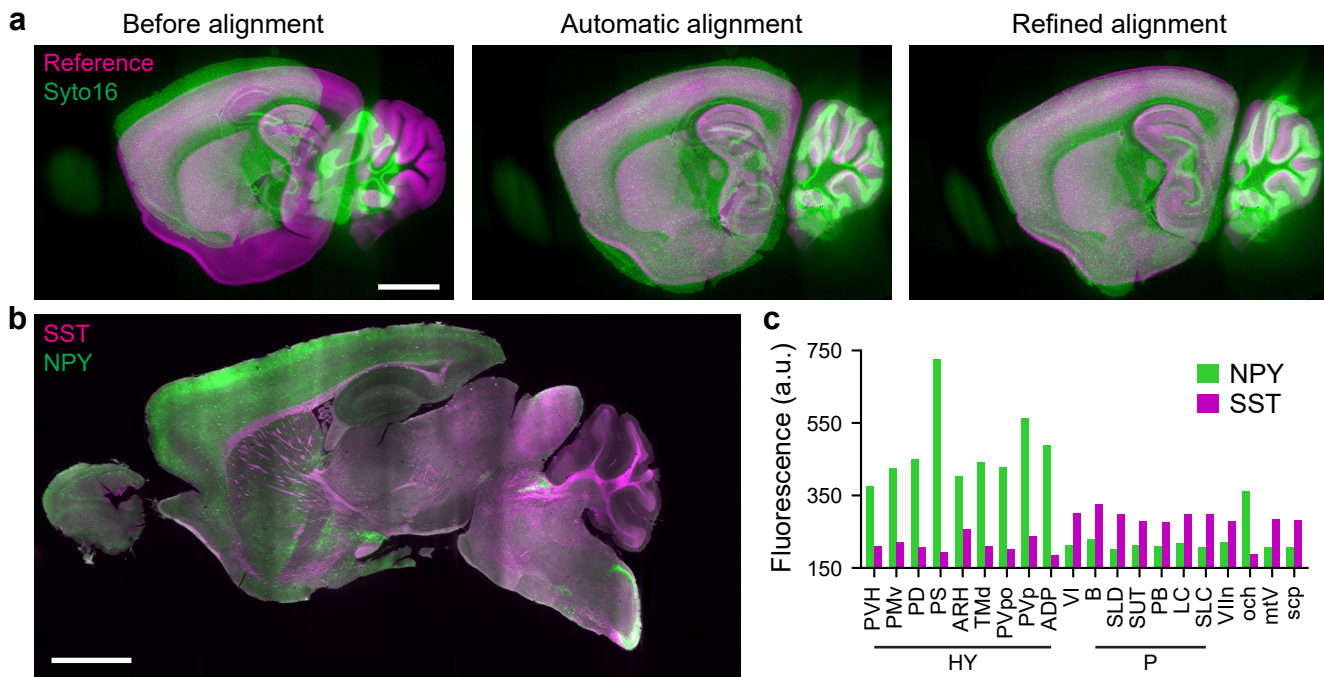 a
Before alignment
Automatic alignment
Refined alignment
Reference
Syto16
b
SST
NPY
c
Fluorescence (a.u.)
750
550
350
150
NPY
SST
PVH
PMv
PD
PS
ARH
TMd
PVpo
PVp
ADP
VI
B
SLD
SUT
PB
LC
SLC
VIIn
och
mtV
scp
HY
P